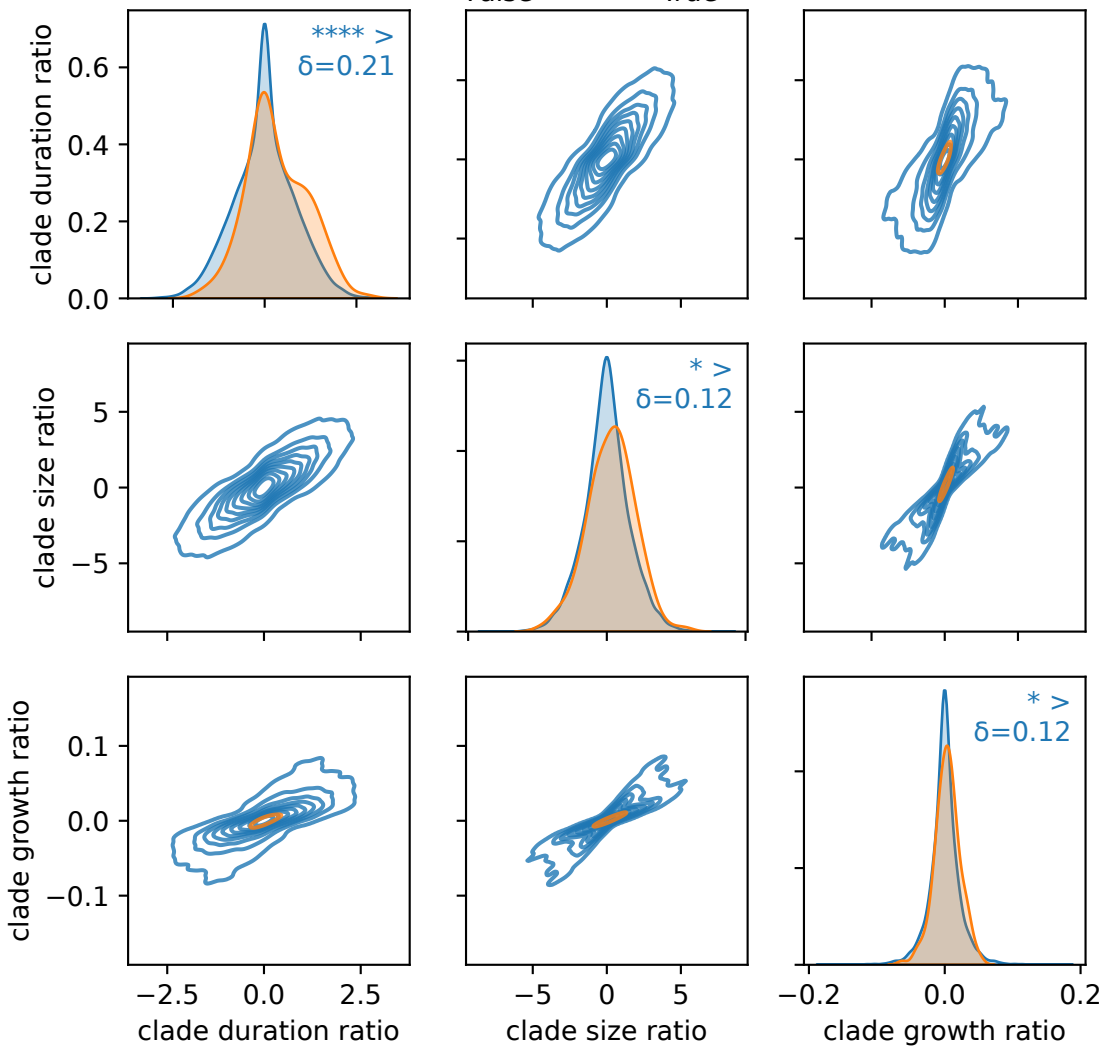 False True
clade duration ratio
0.6
0.4
0.2
0.0
**** >
δ=0.21
clade size ratio
5
0
−5
* >
δ=0.12
clade growth ratio
0.1
0.0
−0.1
* >
δ=0.12
−2.5 0.0 2.5
clade duration ratio
−5 0 5
clade size ratio
−0.2 0.0 0.2
clade growth ratio